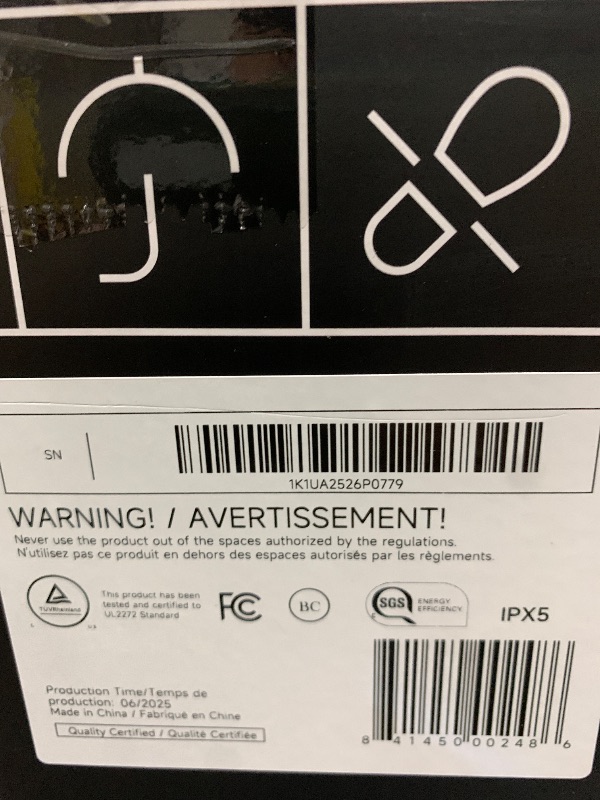 SN
1K1UA2526P0779
WARNING! / AVERTISSEMENT!
Never use the product out of the spaces authorized by the regulations.
N'utilisez pas ce produit en dehors des espaces autorisés par les règlements.
TÜVRheinland
This product has been
tested and certified to
UL2272 Standard
FC
BC
SGS
ENERGY
EFFICIENCY
IPX5
Production Time/Temps de
production: 06/2025
Made in China / Fabriqué en Chine
Quality Certified / Qualité Certifiée
8 41450 00248 6